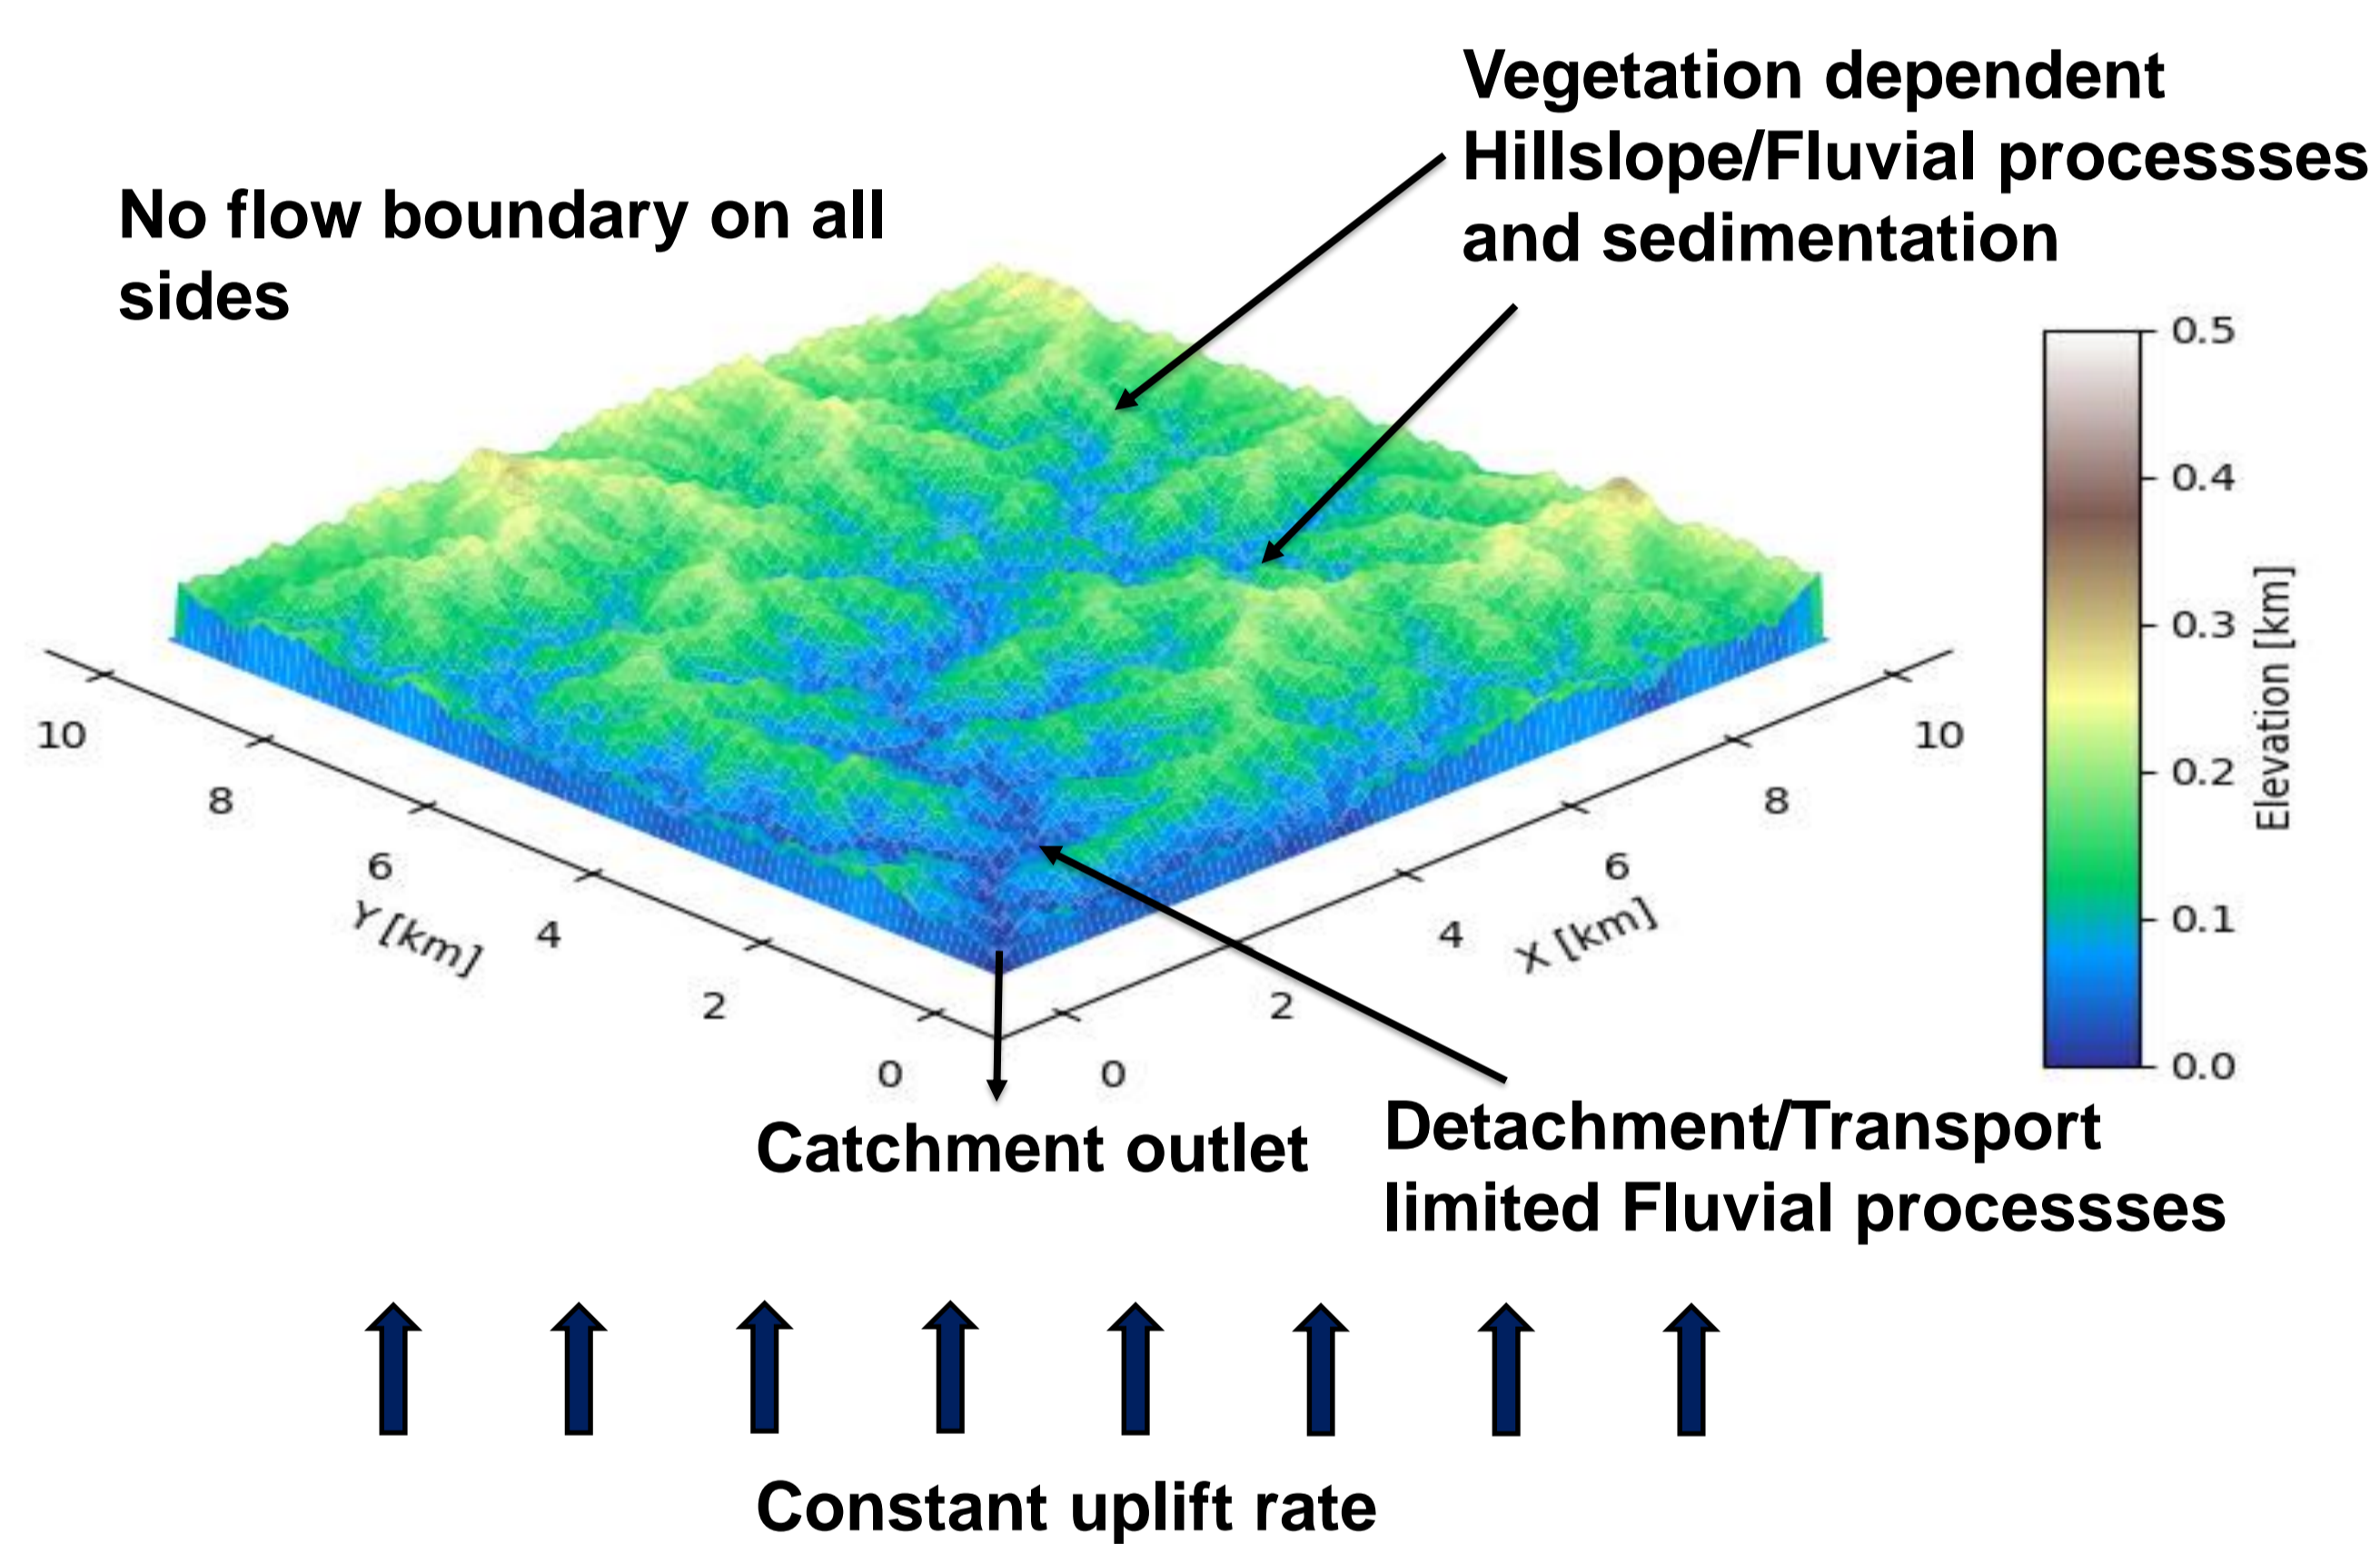 Vegetation dependent
Hillslope/Fluvial processses
and sedimentation
No flow boundary on all
sides
0.5
0.4
0.3
0.2
0.1
0.0
Elevation [km]
10
8
6
4
2
0
Y [km]
0
2
4
6
8
10
X [km]
Catchment outlet
Detachment/Transport
limited Fluvial processses
Constant uplift rate